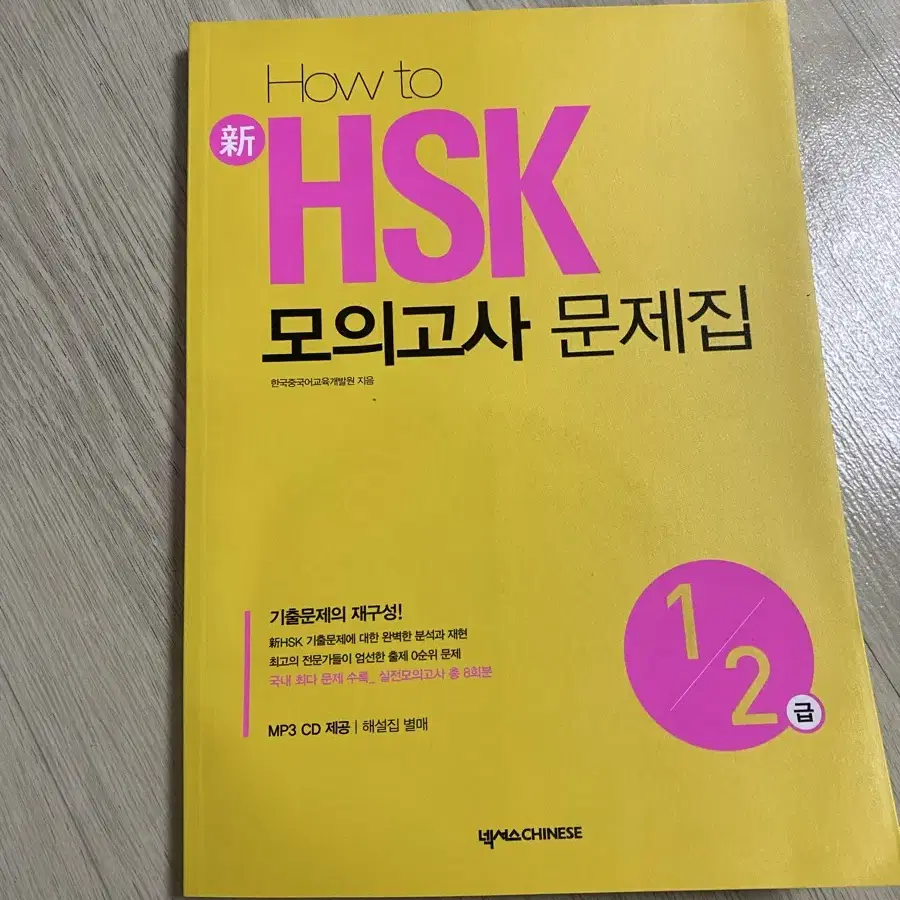 How to
新
HSK
모의고사 문제집
한국중국어교육개발원 지음
기출문제의 재구성!
新HSK 기출문제에 대한 완벽한 분석과 재현
최고의 전문가들이 엄선한 출제 0순위 문제
국내 최다 문제 수록_ 실전모의고사 총 8회분
MP3 CD 제공 | 해설집 별매
1/2
급
넥서스CHINESE